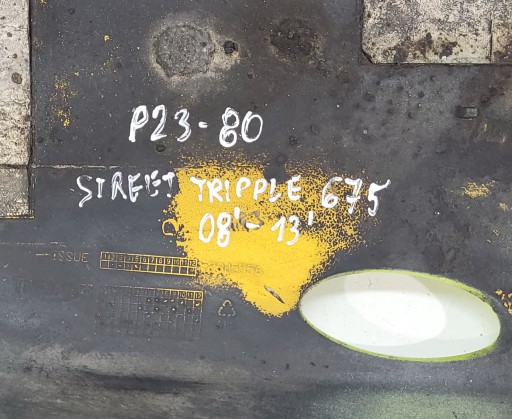 P23-80
STREET TRIPPLE 675
08'-13'
ISSUE